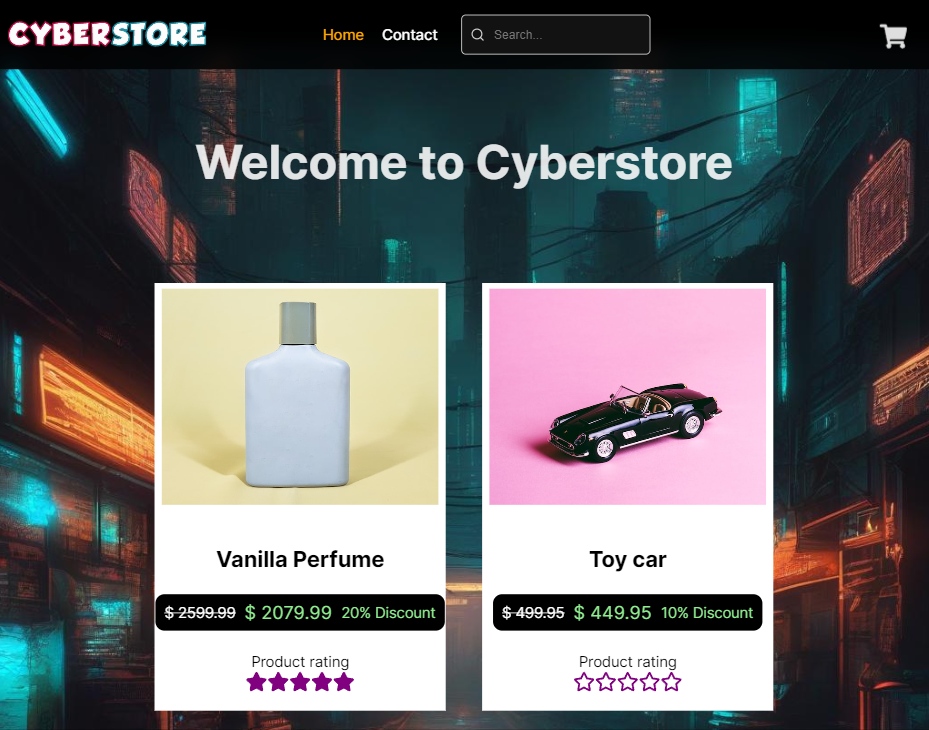 CYBERSTORE
Home Contact Search...
Welcome to Cyberstore
Vanilla Perfume
$ 2599.99 $ 2079.99 20% Discount
Product rating
Toy car
$ 499.95 $ 449.95 10% Discount
Product rating